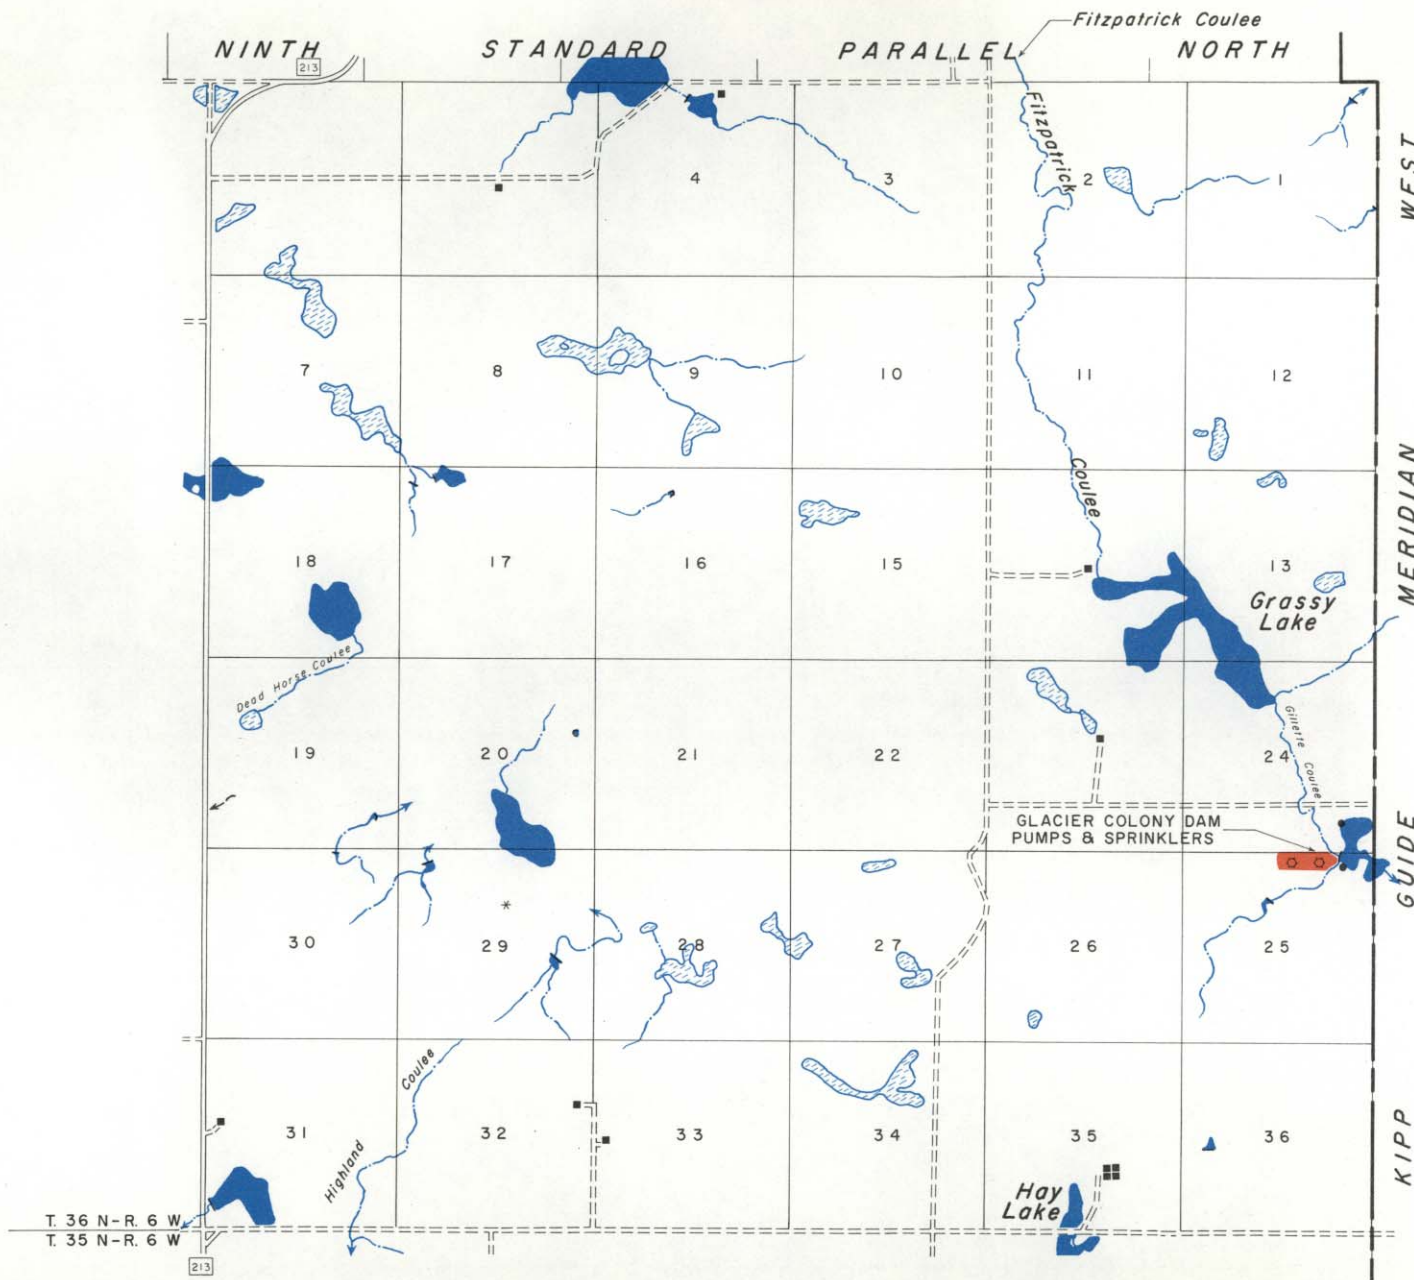 Fitzpatrick Coulee
NINTH STANDARD PARALLEL NORTH
213
Fitzpatrick
Coulee
4 3 2 1
7 8 9 10 11 12
18 17 16 15 13
Grassy
Lake
Dead Horse Coulee
19 20 21 22 24
Gillette Coulee
GLACIER COLONY DAM
PUMPS & SPRINKLERS
30 29 28 27 26 25
Highland Coulee
31 32 33 34 35 36
Hay
Lake
T. 36 N-R. 6 W
T. 35 N-R. 6 W
213
WEST
MERIDIAN
GUIDE
KIPP